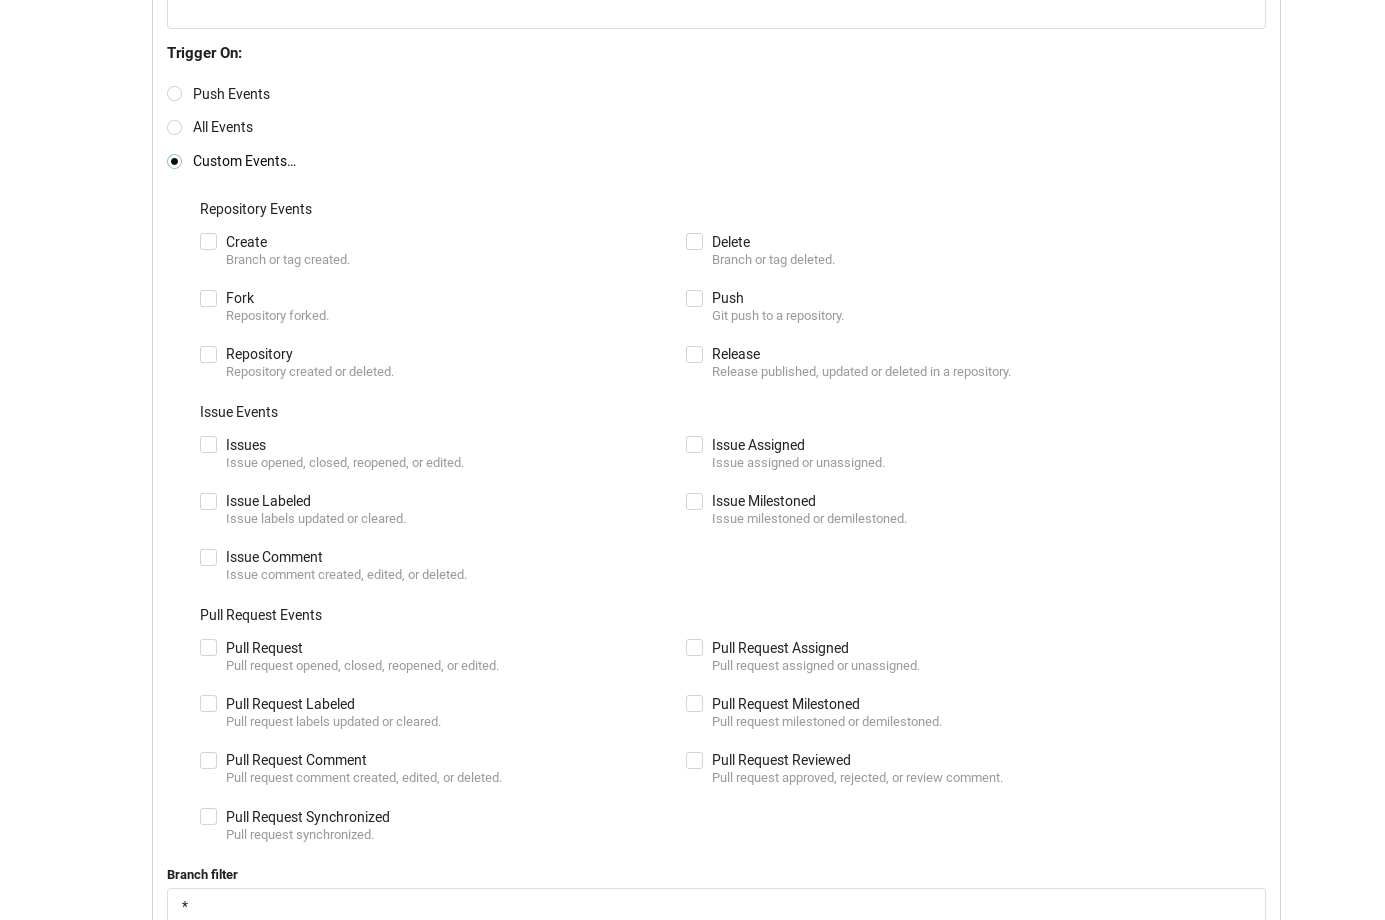 Trigger On:
Push Events
All Events
Custom Events…
Repository Events
Create
Branch or tag created.
Delete
Branch or tag deleted.
Fork
Repository forked.
Push
Git push to a repository.
Repository
Repository created or deleted.
Release
Release published, updated or deleted in a repository.
Issue Events
Issues
Issue opened, closed, reopened, or edited.
Issue Assigned
Issue assigned or unassigned.
Issue Labeled
Issue labels updated or cleared.
Issue Milestoned
Issue milestoned or demilestoned.
Issue Comment
Issue comment created, edited, or deleted.
Pull Request Events
Pull Request
Pull request opened, closed, reopened, or edited.
Pull Request Assigned
Pull request assigned or unassigned.
Pull Request Labeled
Pull request labels updated or cleared.
Pull Request Milestoned
Pull request milestoned or demilestoned.
Pull Request Comment
Pull request comment created, edited, or deleted.
Pull Request Reviewed
Pull request approved, rejected, or review comment.
Pull Request Synchronized
Pull request synchronized.
Branch filter
*